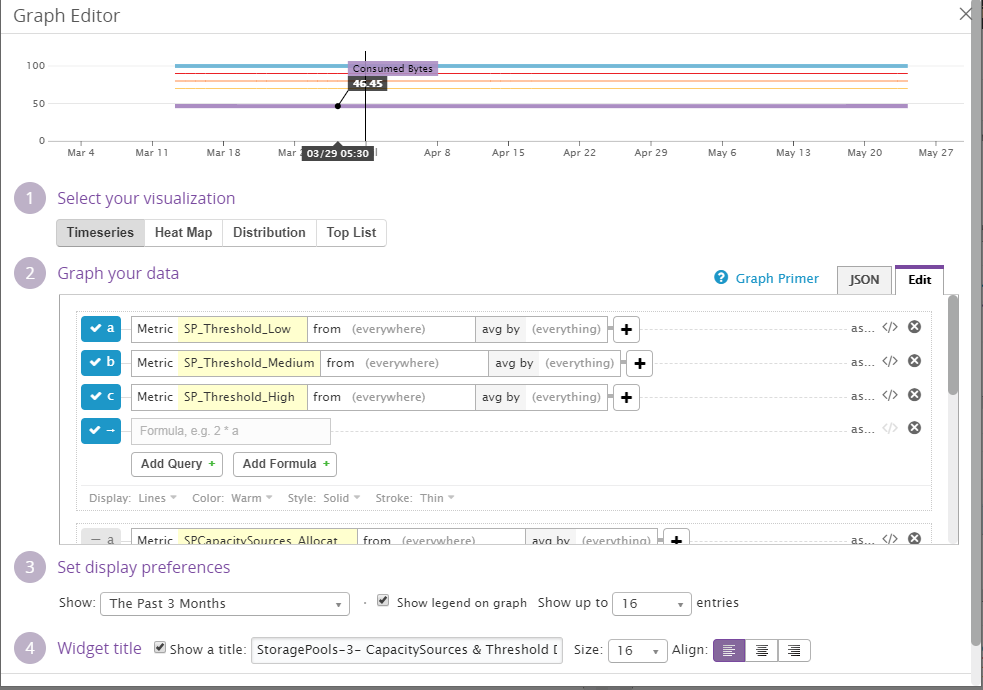 Graph Editor
100
50
0
Consumed Bytes
46.45
Mar 4 Mar 11 Mar 18 03/29 05:30 Apr 8 Apr 15 Apr 22 Apr 29 May 6 May 13 May 20 May 27
1 Select your visualization
Timeseries Heat Map Distribution Top List
2 Graph your data
? Graph Primer JSON Edit
a Metric SP_Threshold_Low from (everywhere) avg by (everything) + as... </>
b Metric SP_Threshold_Medium from (everywhere) avg by (everything) + as... </>
c Metric SP_Threshold_High from (everywhere) avg by (everything) + as... </>
→ Formula, e.g. 2 * a as... </>
Add Query + Add Formula +
Display: Lines Color: Warm Style: Solid Stroke: Thin
a Metric SPCapacitySources_Allocat from (everywhere) avg by (everything) + as... </>
3 Set display preferences
Show: The Past 3 Months Show legend on graph Show up to 16 entries
4 Widget title Show a title: StoragePools-3- CapacitySources & Threshold Size: 16 Align: